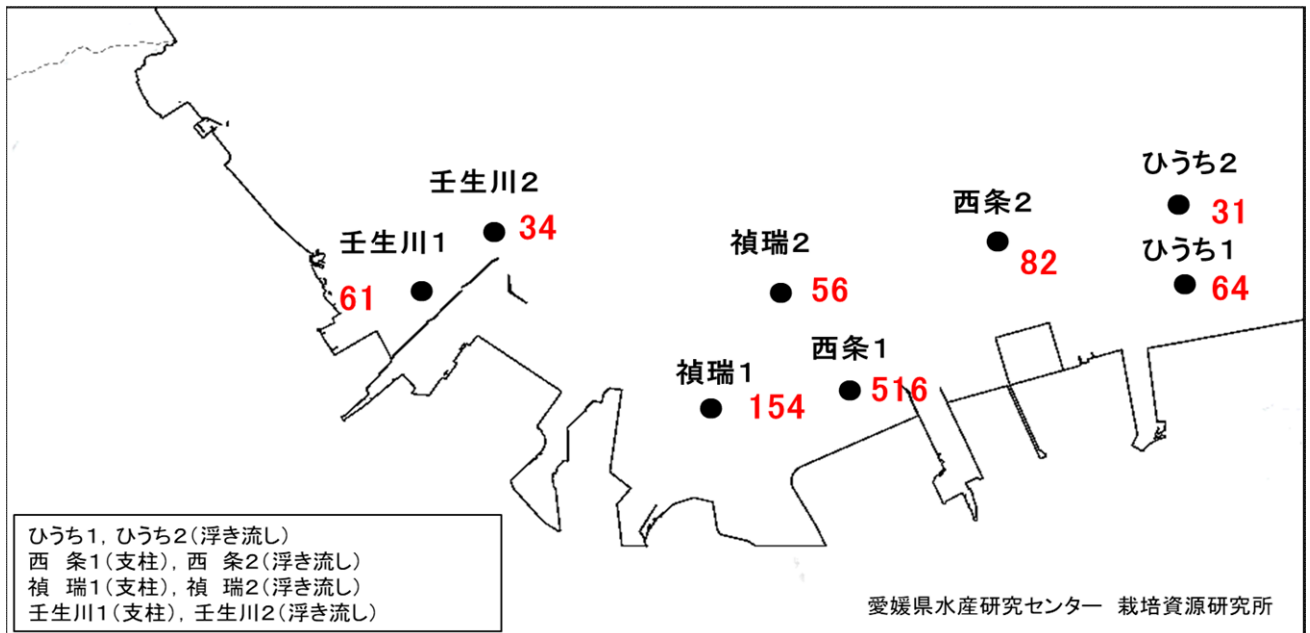 ひうち2
31
壬生川2
34
西条2
82
壬生川1
61
禎瑞2
56
ひうち1
64
西条1
516
禎瑞1
154
ひうち1, ひうち2(浮き流し)
西　条1(支柱), 西　条2(浮き流し)
禎　瑞1(支柱), 禎　瑞2(浮き流し)
壬生川1(支柱), 壬生川2(浮き流し)
愛媛県水産研究センター　栽培資源研究所